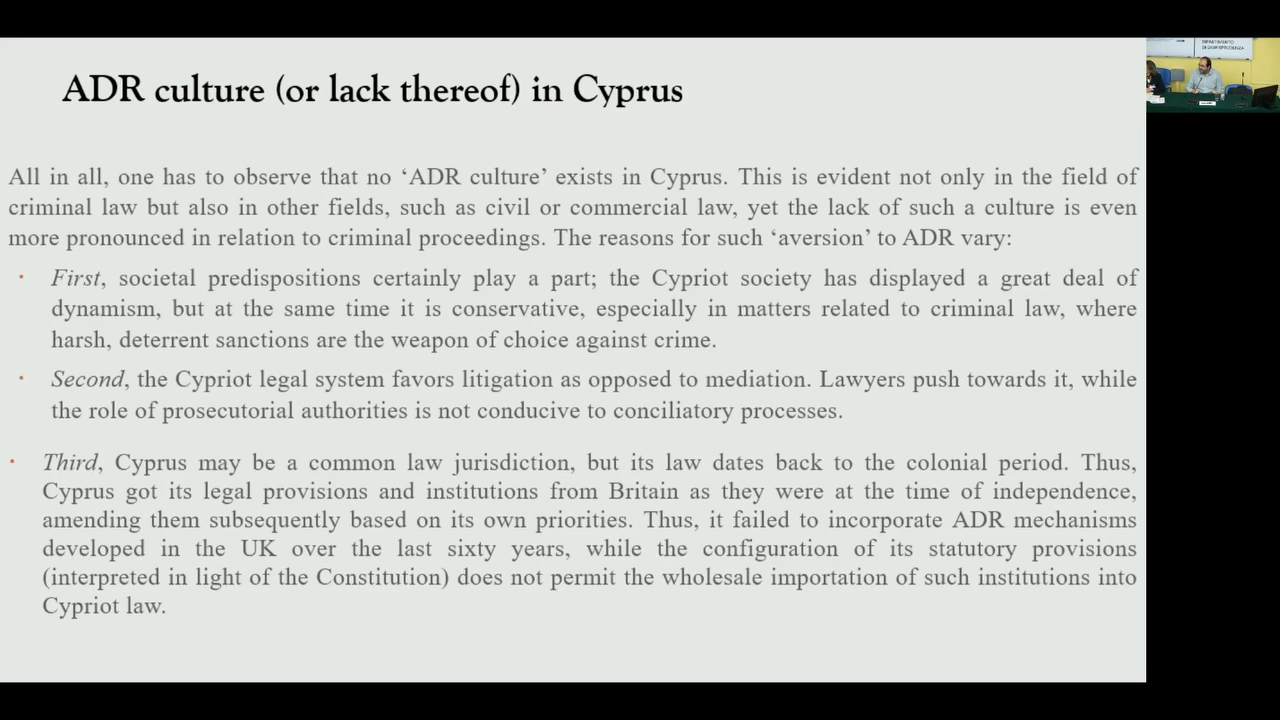 ADR culture (or lack thereof) in Cyprus
All in all, one has to observe that no ‘ADR culture’ exists in Cyprus. This is evident not only in the field of
criminal law but also in other fields, such as civil or commercial law, yet the lack of such a culture is even
more pronounced in relation to criminal proceedings. The reasons for such ‘aversion’ to ADR vary:
· First, societal predispositions certainly play a part; the Cypriot society has displayed a great deal of
dynamism, but at the same time it is conservative, especially in matters related to criminal law, where
harsh, deterrent sanctions are the weapon of choice against crime.
· Second, the Cypriot legal system favors litigation as opposed to mediation. Lawyers push towards it, while
the role of prosecutorial authorities is not conducive to conciliatory processes.
· Third, Cyprus may be a common law jurisdiction, but its law dates back to the colonial period. Thus,
Cyprus got its legal provisions and institutions from Britain as they were at the time of independence,
amending them subsequently based on its own priorities. Thus, it failed to incorporate ADR mechanisms
developed in the UK over the last sixty years, while the configuration of its statutory provisions
(interpreted in light of the Constitution) does not permit the wholesale importation of such institutions into
Cypriot law.
DIPARTIMENTO
DI GIURISPRUDENZA